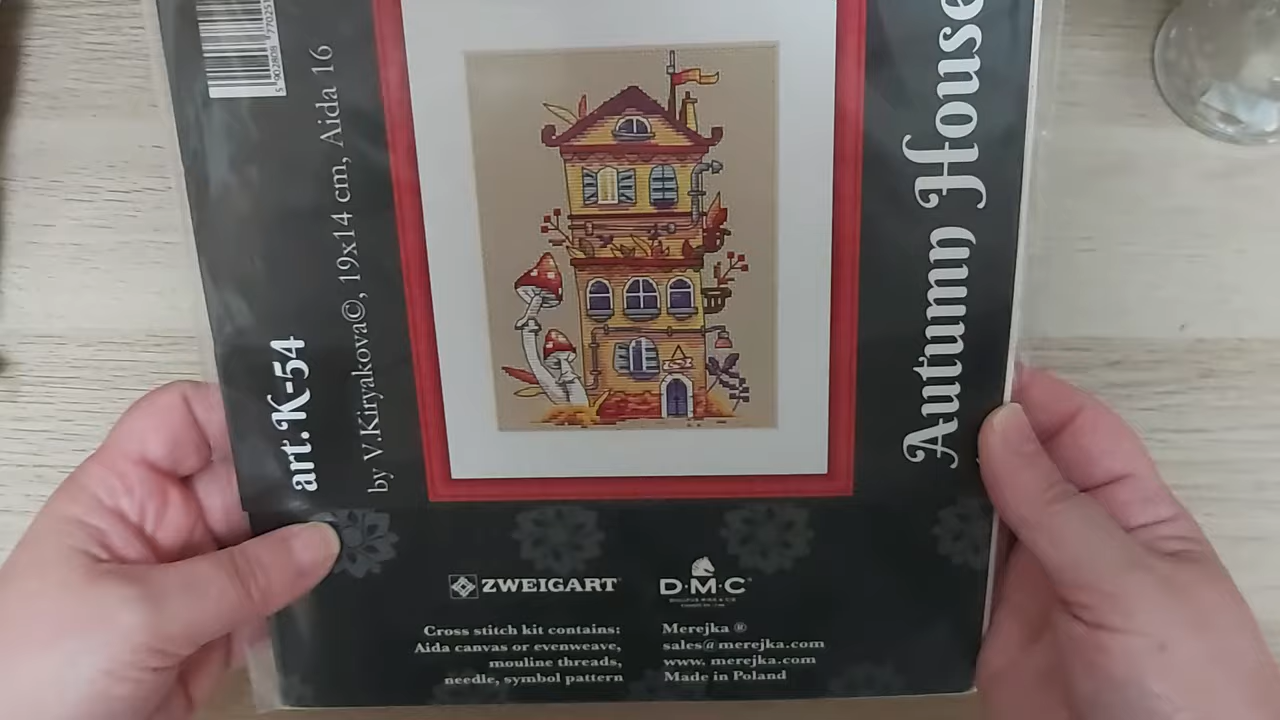 art.K-54
by V.Kiryakova©, 19x14 cm, Aida 16
Autumn House
ZWEIGART®
D·M·C®
Cross stitch kit contains:
Aida canvas or evenweave,
mouline threads,
needle, symbol pattern
Merejka ®
sales@merejka.com
www. merejka.com
Made in Poland